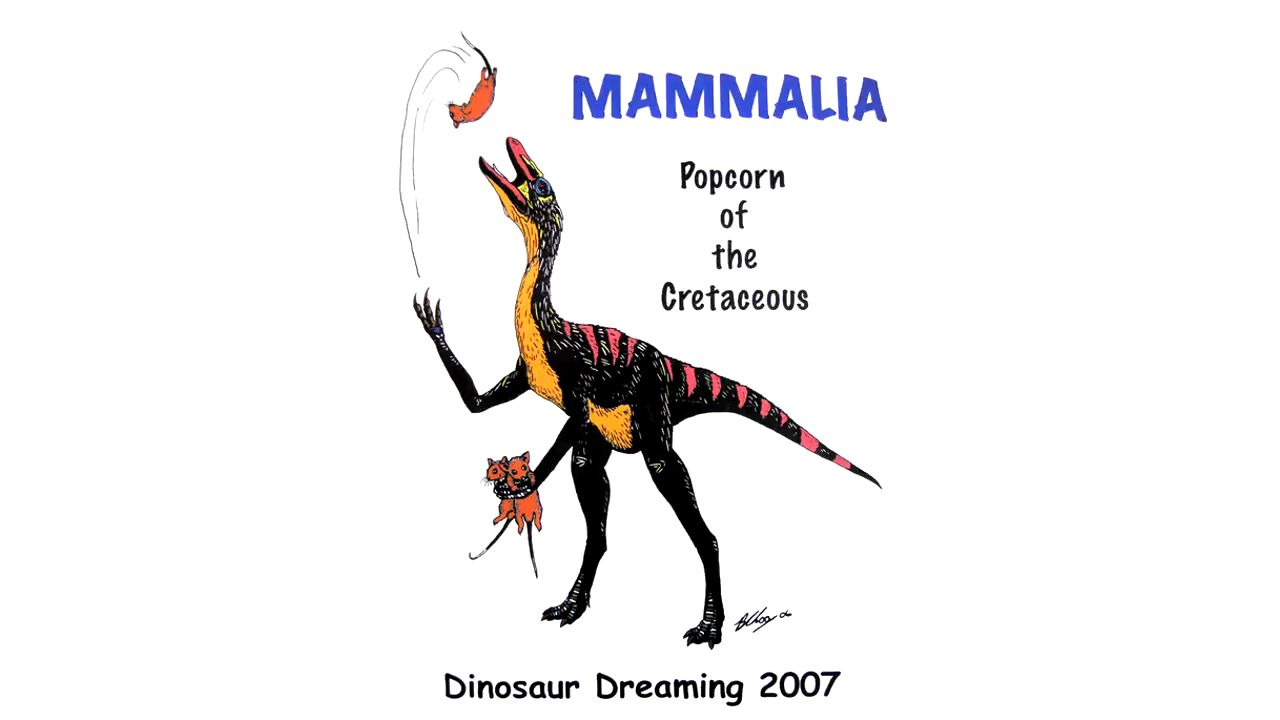 MAMMALIA
Popcorn
of
the
Cretaceous
Dinosaur Dreaming 2007